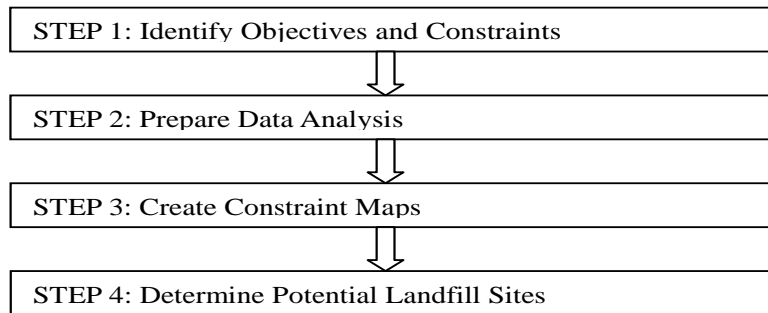 STEP 1: Identify Objectives and Constraints
STEP 2: Prepare Data Analysis
STEP 3: Create Constraint Maps
STEP 4: Determine Potential Landfill Sites